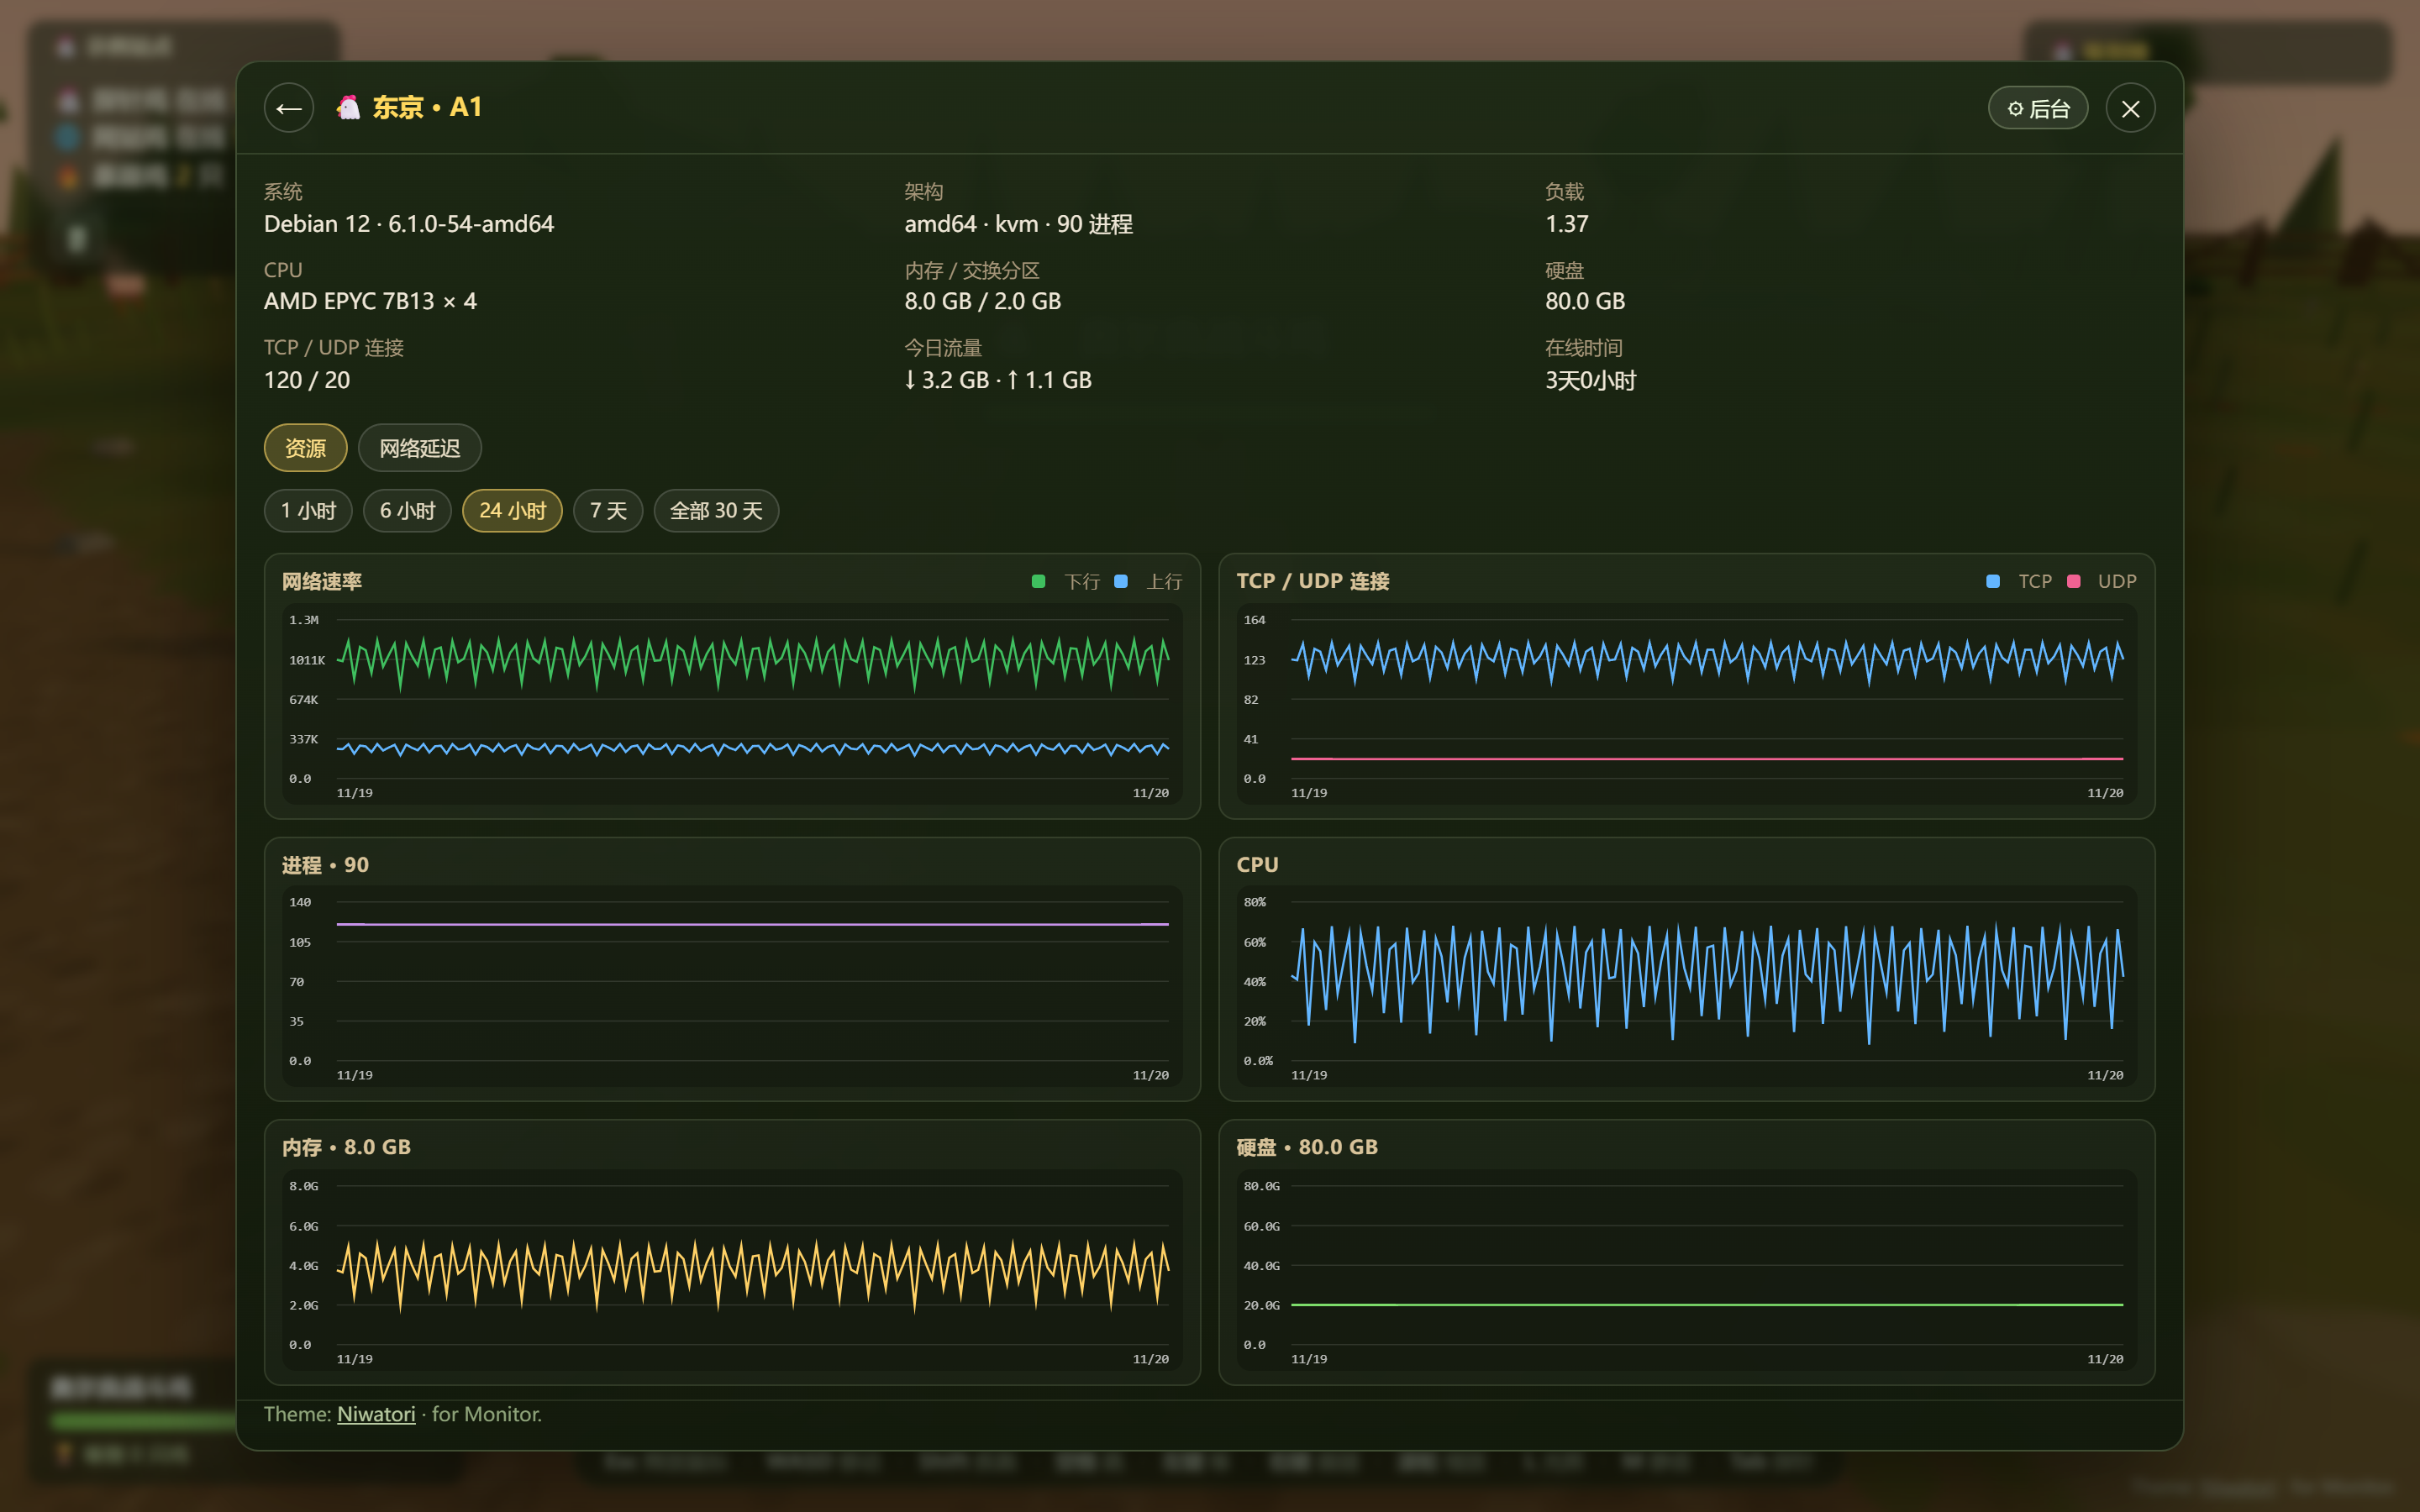 东京 • A1
后台
系统
Debian 12 · 6.1.0-54-amd64
架构
amd64 · kvm · 90 进程
负载
1.37
CPU
AMD EPYC 7B13 × 4
内存 / 交换分区
8.0 GB / 2.0 GB
硬盘
80.0 GB
TCP / UDP 连接
120 / 20
今日流量
↓ 3.2 GB · ↑ 1.1 GB
在线时间
3天0小时
资源 网络延迟
1 小时 6 小时 24 小时 7 天 全部 30 天
网络速率 下行 上行
1.3M
1011K
674K
337K
0.0
11/19 11/20
TCP / UDP 连接 TCP UDP
164
123
82
41
0.0
11/19 11/20
进程 • 90
140
105
70
35
0.0
11/19 11/20
CPU
80%
60%
40%
20%
0.0%
11/19 11/20
内存 • 8.0 GB
8.0G
6.0G
4.0G
2.0G
0.0
11/19 11/20
硬盘 • 80.0 GB
80.0G
60.0G
40.0G
20.0G
0.0
11/19 11/20
Theme: Niwatori · for Monitor.